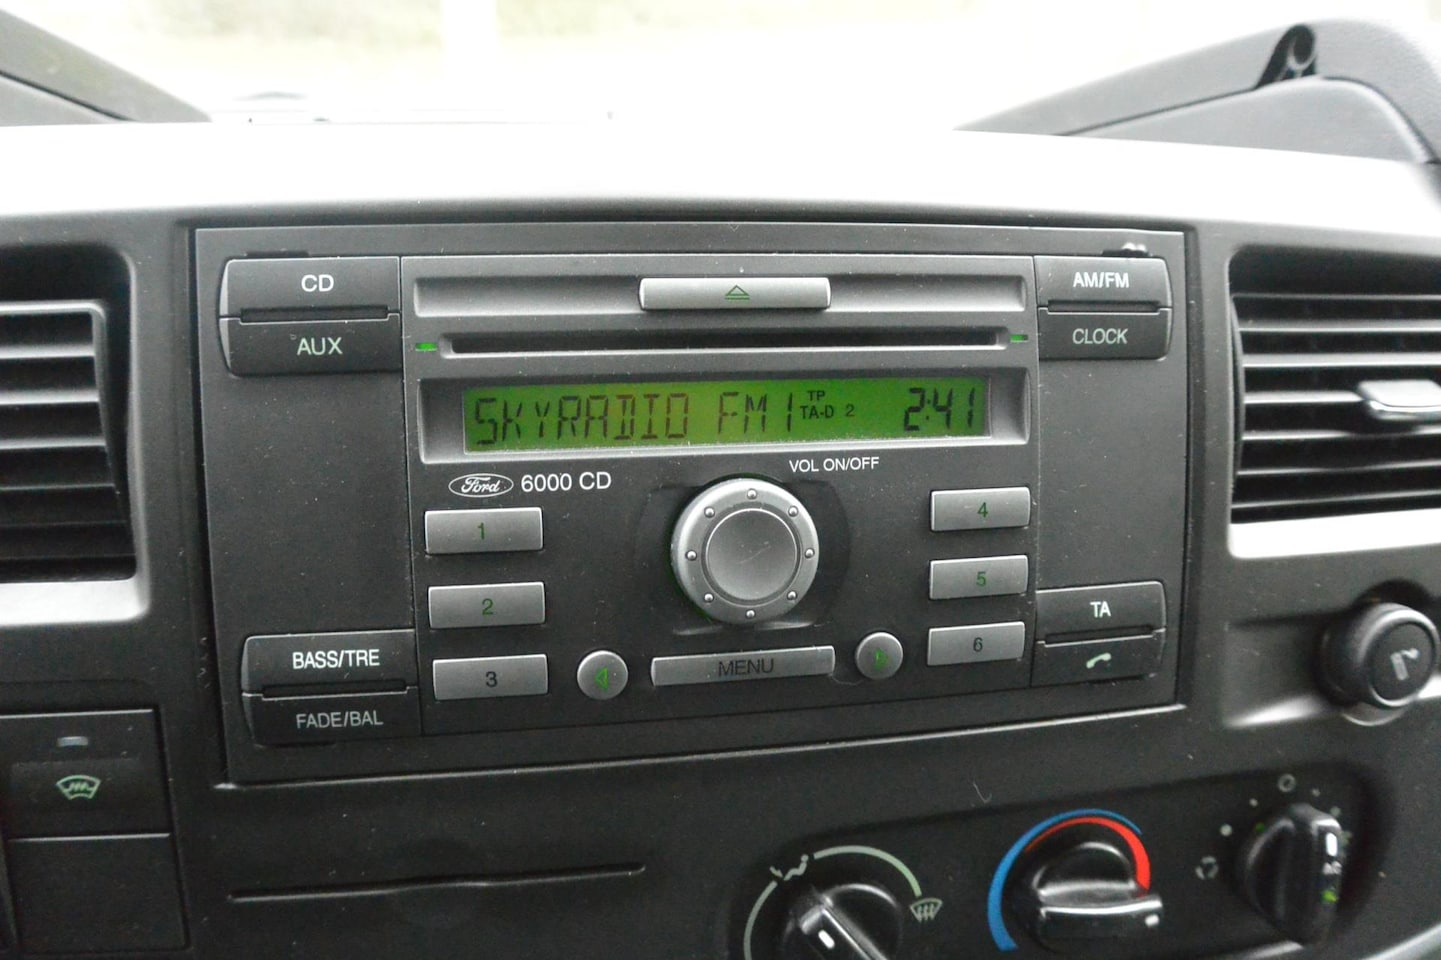 CD
AUX
AM/FM
CLOCK
SKYRADIO FM1 TP TA-D 2 2:41
Ford 6000 CD
VOL ON/OFF
1
2
3
4
5
6
MENU
BASS/TRE
FADE/BAL
TA